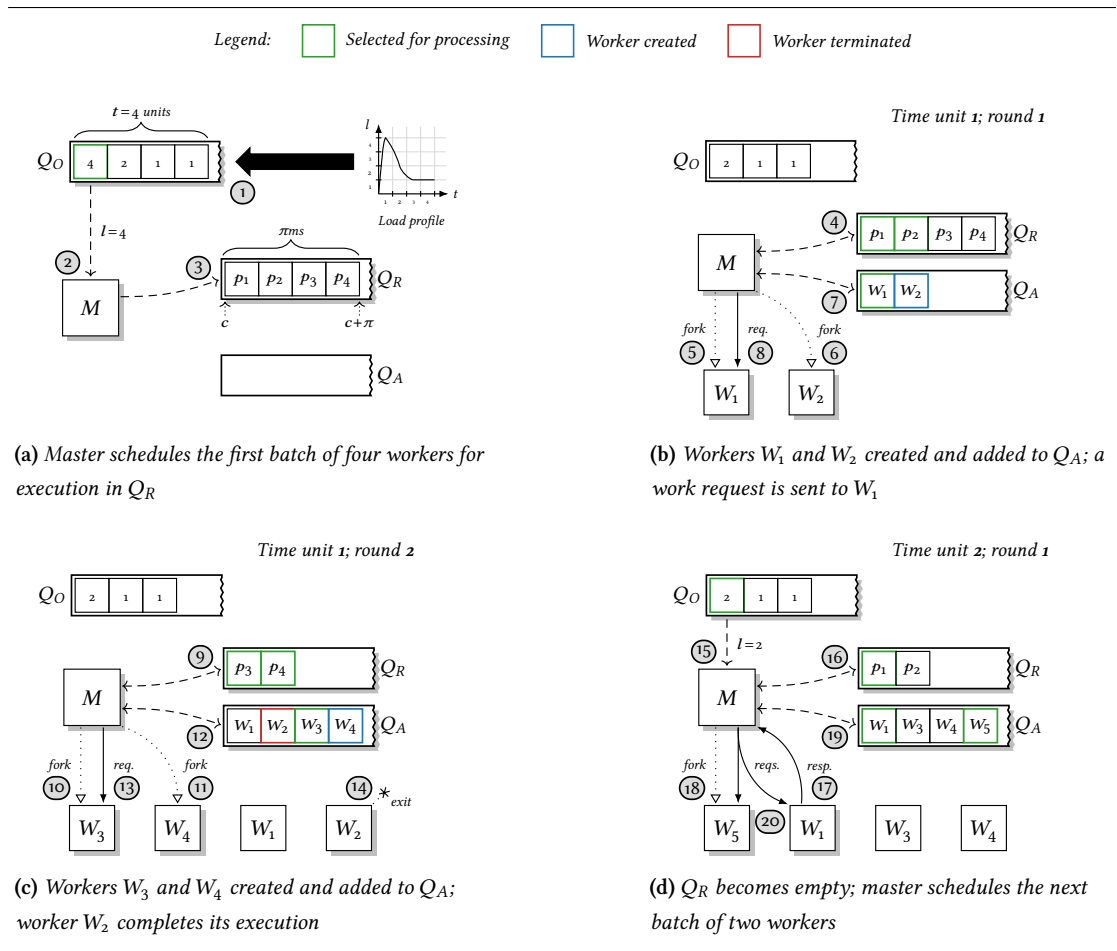 Legend: Selected for processing Worker created Worker terminated
t = 4 units
Q_O 4 2 1 1
1
l
4
3
2
1
1 2 3 4
t
Load profile
l = 4
2
M
3
πms
p₁ p₂ p₃ p₄ Q_R
c c+π
Q_A
(a) Master schedules the first batch of four workers for
execution in Q_R
Time unit 1; round 1
Q_O 2 1 1
4 p₁ p₂ p₃ p₄ Q_R
M
7 W₁ W₂ Q_A
fork req. fork
5 8 6
W₁ W₂
(b) Workers W₁ and W₂ created and added to Q_A; a
work request is sent to W₁
Time unit 1; round 2
Q_O 2 1 1
9 p₃ p₄ Q_R
M
12 W₁ W₂ W₃ W₄ Q_A
fork req. fork
10 13 11 14 * exit
W₃ W₄ W₁ W₂
(c) Workers W₃ and W₄ created and added to Q_A;
worker W₂ completes its execution
Time unit 2; round 1
Q_O 2 1 1
15 l = 2
16 p₁ p₂ Q_R
M
19 W₁ W₃ W₄ W₅ Q_A
fork reqs. resp.
18 20 17
W₅ W₁ W₃ W₄
(d) Q_R becomes empty; master schedules the next
batch of two workers